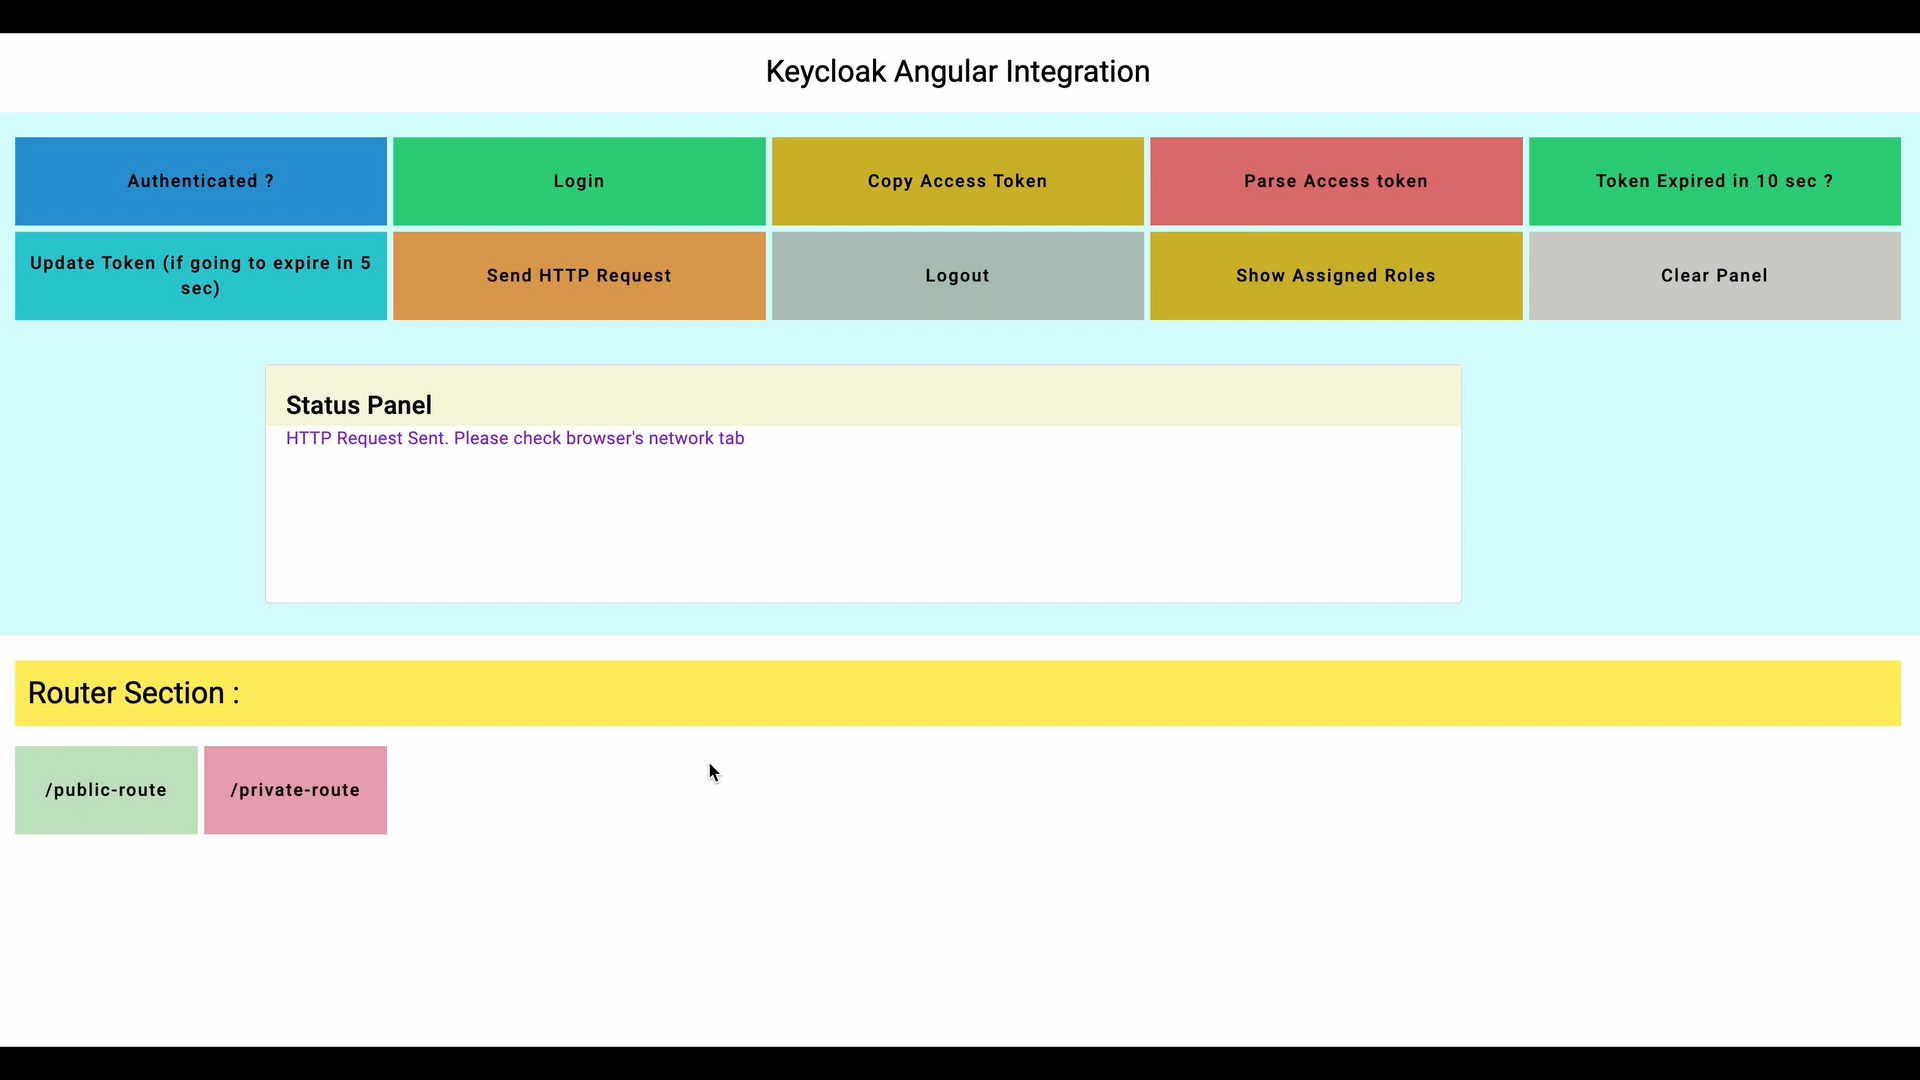 Keycloak Angular Integration
Authenticated ?
Login
Copy Access Token
Parse Access token
Token Expired in 10 sec ?
Update Token (if going to expire in 5
sec)
Send HTTP Request
Logout
Show Assigned Roles
Clear Panel
Status Panel
HTTP Request Sent. Please check browser's network tab
Router Section :
/public-route
/private-route